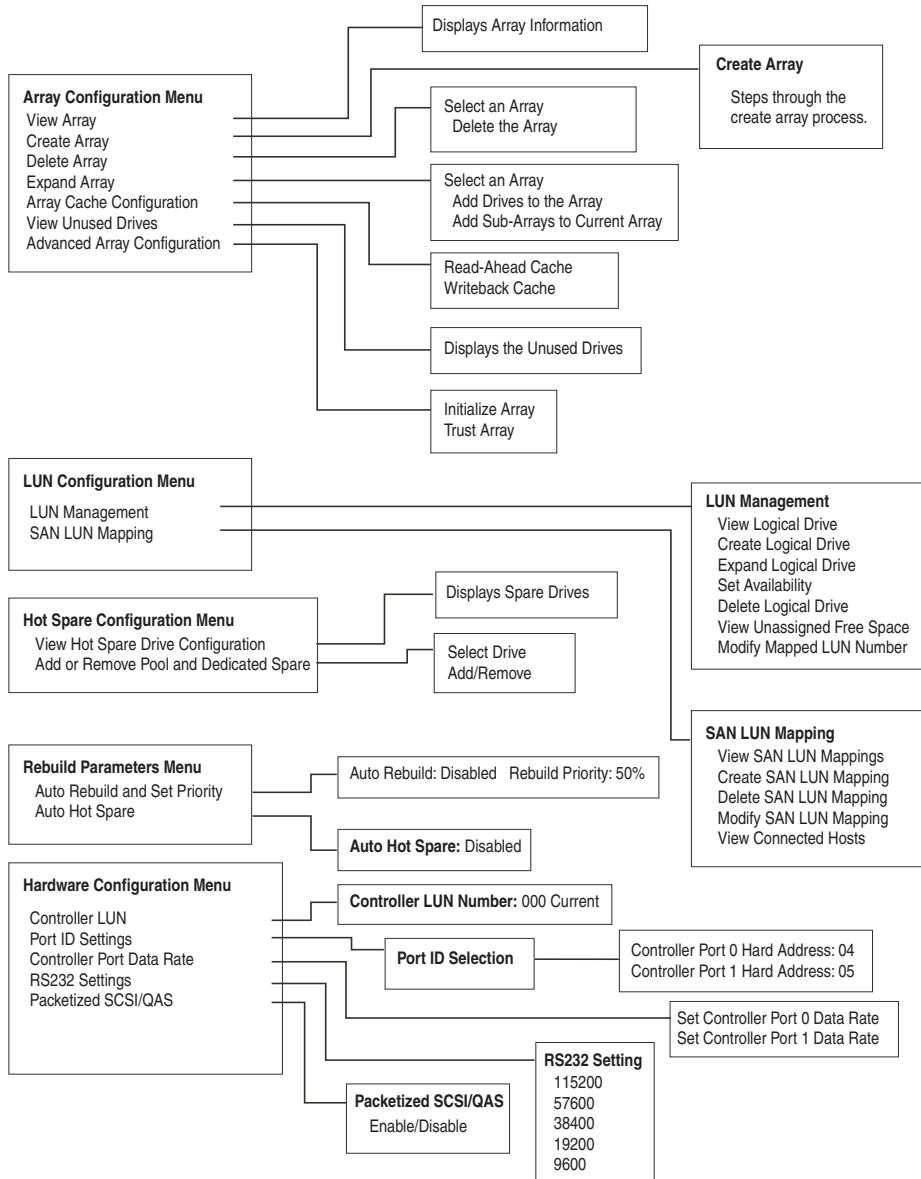 Displays Array Information
Create Array
Steps through the
create array process.
Array Configuration Menu
View Array
Create Array
Delete Array
Expand Array
Array Cache Configuration
View Unused Drives
Advanced Array Configuration
Select an Array
Delete the Array
Select an Array
Add Drives to the Array
Add Sub-Arrays to Current Array
Read-Ahead Cache
Writeback Cache
Displays the Unused Drives
Initialize Array
Trust Array
LUN Configuration Menu
LUN Management
SAN LUN Mapping
LUN Management
View Logical Drive
Create Logical Drive
Expand Logical Drive
Set Availability
Delete Logical Drive
View Unassigned Free Space
Modify Mapped LUN Number
Hot Spare Configuration Menu
View Hot Spare Drive Configuration
Add or Remove Pool and Dedicated Spare
Displays Spare Drives
Select Drive
Add/Remove
SAN LUN Mapping
View SAN LUN Mappings
Create SAN LUN Mapping
Delete SAN LUN Mapping
Modify SAN LUN Mapping
View Connected Hosts
Rebuild Parameters Menu
Auto Rebuild and Set Priority
Auto Hot Spare
Auto Rebuild: Disabled Rebuild Priority: 50%
Auto Hot Spare: Disabled
Hardware Configuration Menu
Controller LUN
Port ID Settings
Controller Port Data Rate
RS232 Settings
Packetized SCSI/QAS
Controller LUN Number: 000 Current
Port ID Selection
Controller Port 0 Hard Address: 04
Controller Port 1 Hard Address: 05
Set Controller Port 0 Data Rate
Set Controller Port 1 Data Rate
RS232 Setting
115200
57600
38400
19200
9600
Packetized SCSI/QAS
Enable/Disable